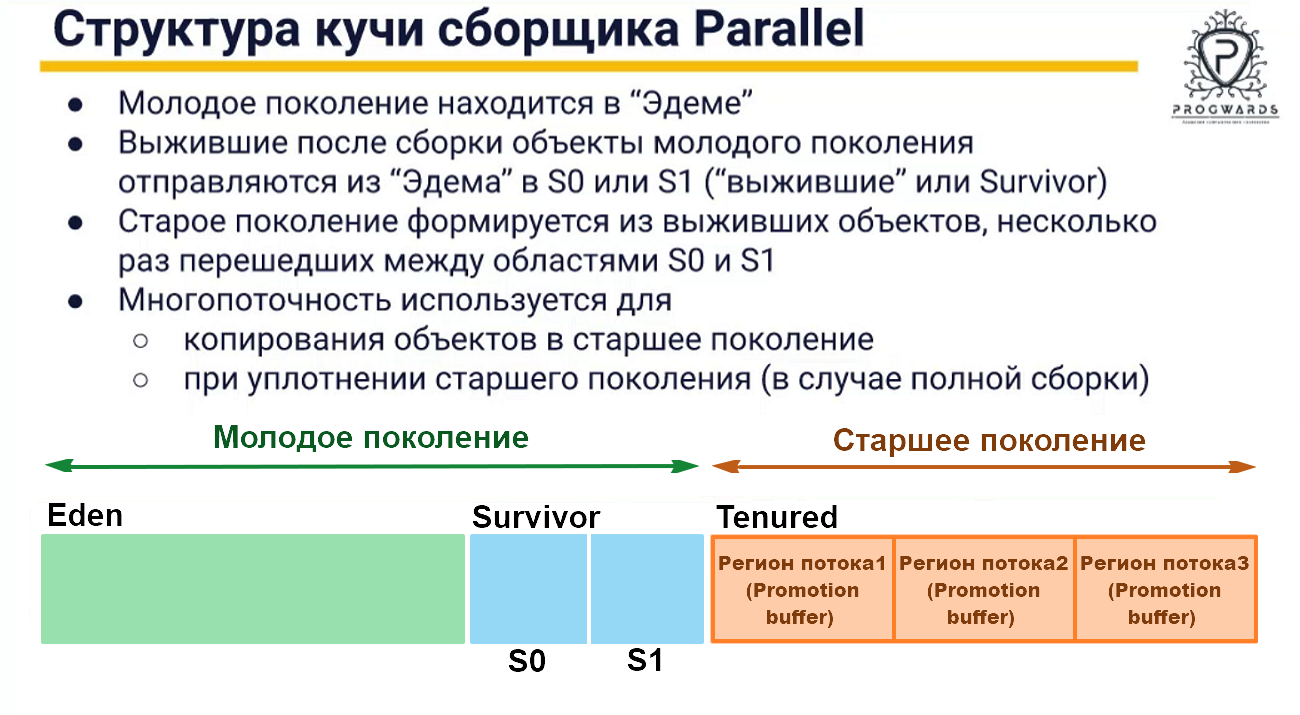 Структура кучи сборщика Parallel
PROGWARDS
● Молодое поколение находится в “Эдеме”
● Выжившие после сборки объекты молодого поколения
отправляются из “Эдема” в S0 или S1 (“выжившие” или Survivor)
● Старое поколение формируется из выживших объектов, несколько
раз перешедших между областями S0 и S1
● Многопоточность используется для
○ копирования объектов в старшее поколение
○ при уплотнении старшего поколения (в случае полной сборки)
Молодое поколение
Старшее поколение
Eden
Survivor
Tenured
Регион потока1
(Promotion
buffer)
Регион потока2
(Promotion
buffer)
Регион потока3
(Promotion
buffer)
S0
S1